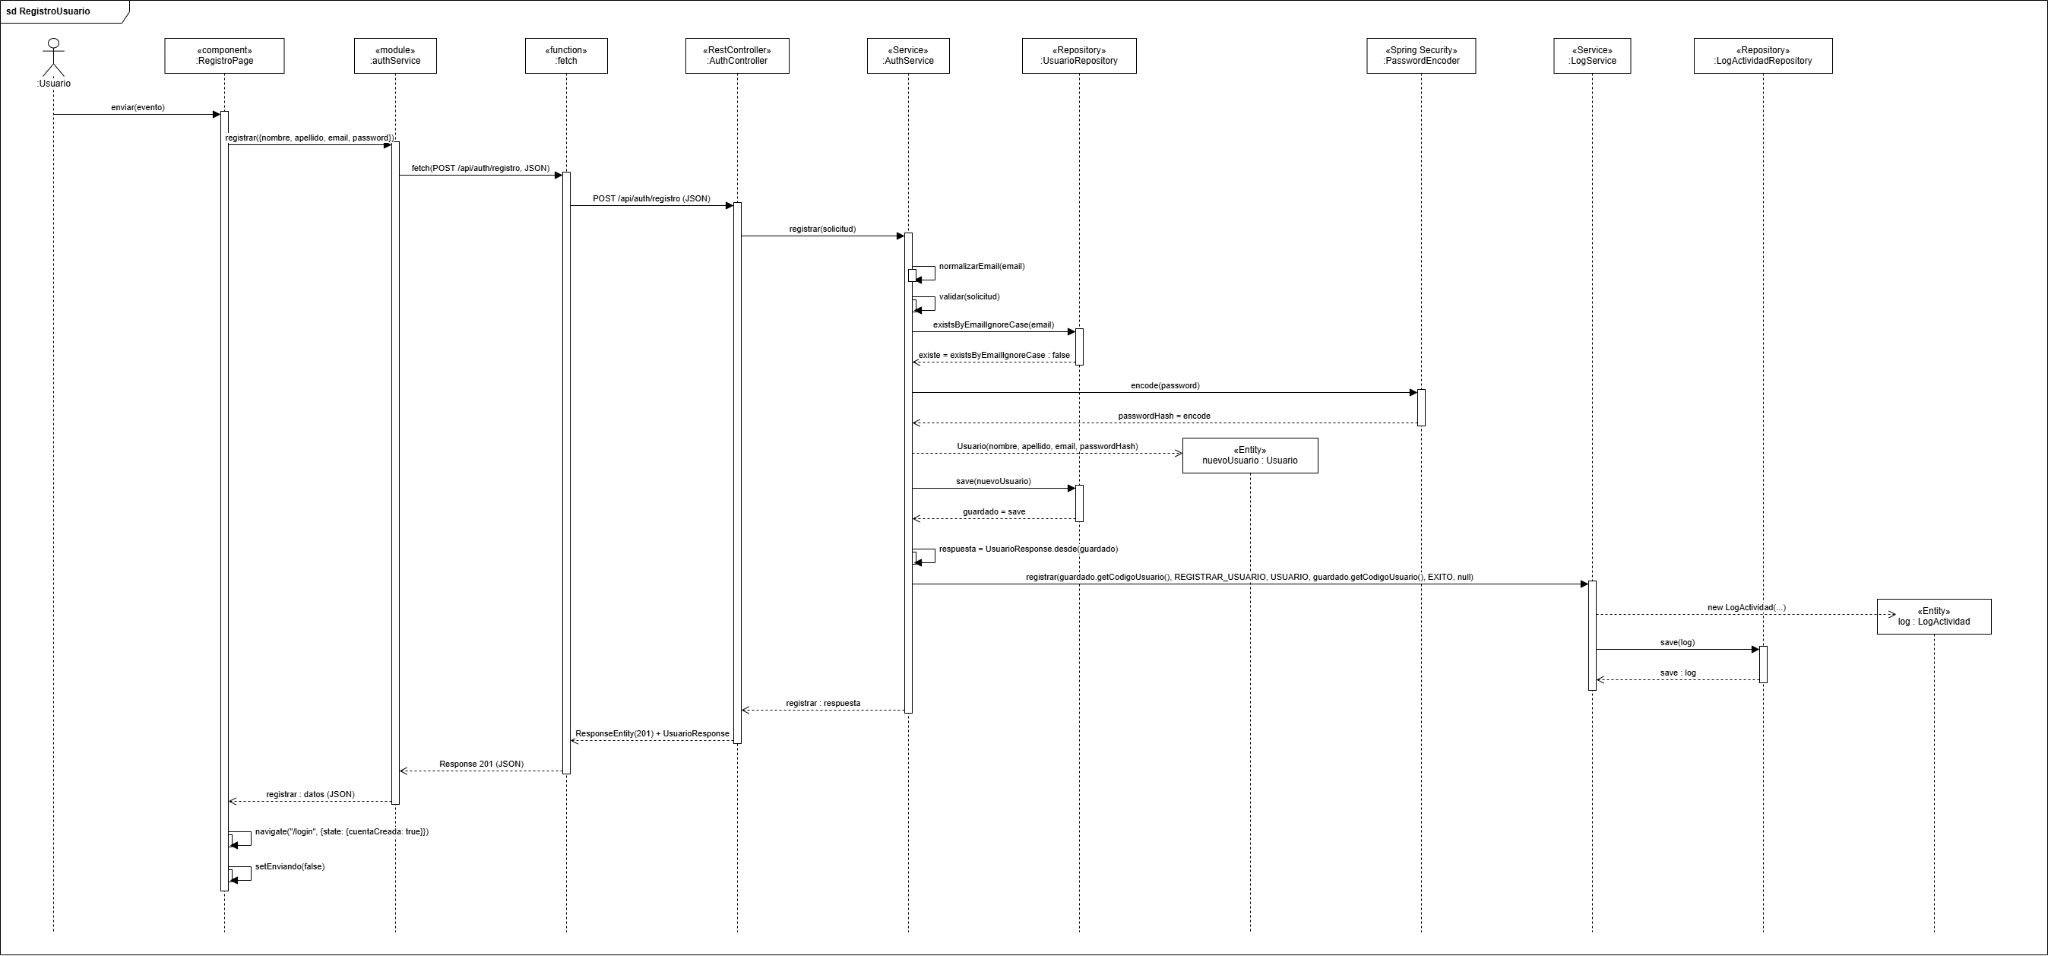 sd RegistroUsuario
:Usuario
«component»
:RegistroPage
«module»
:authService
«function»
:fetch
«RestController»
:AuthController
«Service»
:AuthService
«Repository»
:UsuarioRepository
«Spring Security»
:PasswordEncoder
«Service»
:LogService
«Repository»
:LogActividadRepository
enviar(evento)
registrar({nombre, apellido, email, password})
fetch(POST /api/auth/registro, JSON)
POST /api/auth/registro (JSON)
registrar(solicitud)
normalizarEmail(email)
validar(solicitud)
existsByEmailIgnoreCase(email)
existe = existsByEmailIgnoreCase : false
encode(password)
passwordHash = encode
Usuario(nombre, apellido, email, passwordHash)
«Entity»
nuevoUsuario : Usuario
save(nuevoUsuario)
guardado = save
respuesta = UsuarioResponse.desde(guardado)
registrar(guardado.getCodigoUsuario(), REGISTRAR_USUARIO, USUARIO, guardado.getCodigoUsuario(), EXITO, null)
new LogActividad(...)
«Entity»
log : LogActividad
save(log)
save : log
registrar : respuesta
ResponseEntity(201) + UsuarioResponse
Response 201 (JSON)
registrar : datos (JSON)
navigate("/login", {state: {cuentaCreada: true}})
setEnviando(false)